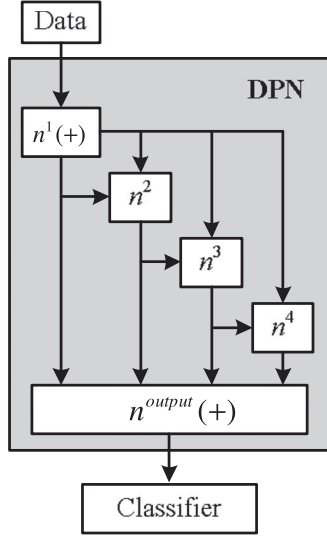 Data
DPN
n¹(+)
n²
n³
n⁴
n^output(+)
Classifier